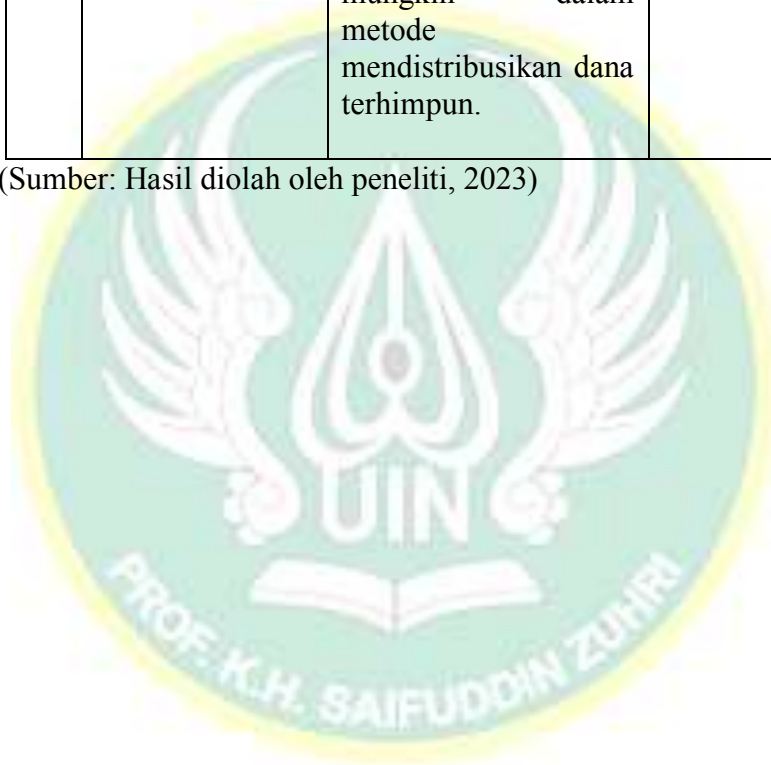 mungkin dalam
metode
mendistribusikan dana
terhimpun.
(Sumber: Hasil diolah oleh peneliti, 2023)
UIN
PROF. K.H. SAIFUDDIN ZUHRI